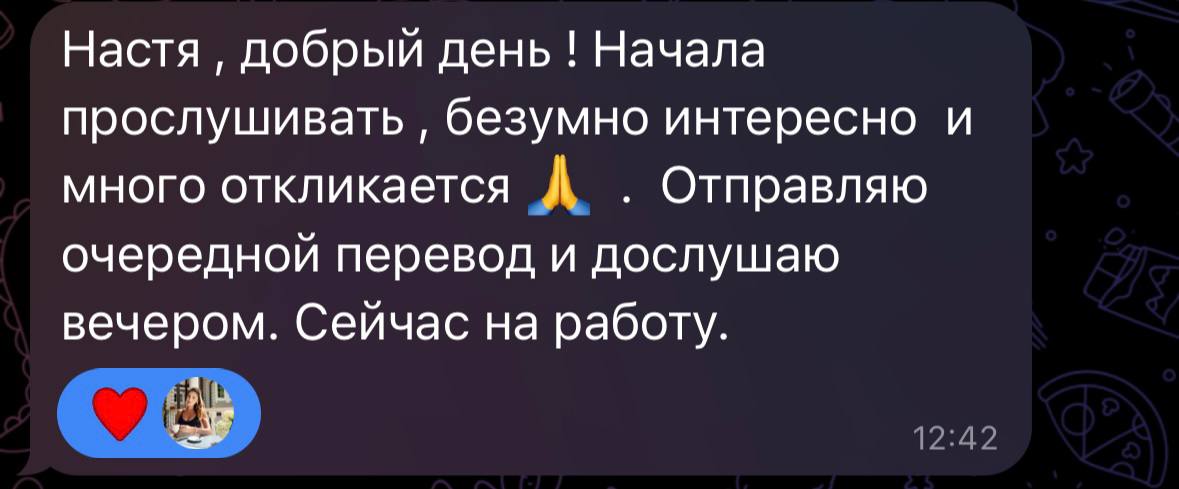 Настя , добрый день ! Начала
прослушивать , безумно интересно  и
много откликается 🙏 .  Отправляю
очередной перевод и дослушаю
вечером. Сейчас на работу.
❤️
12:42